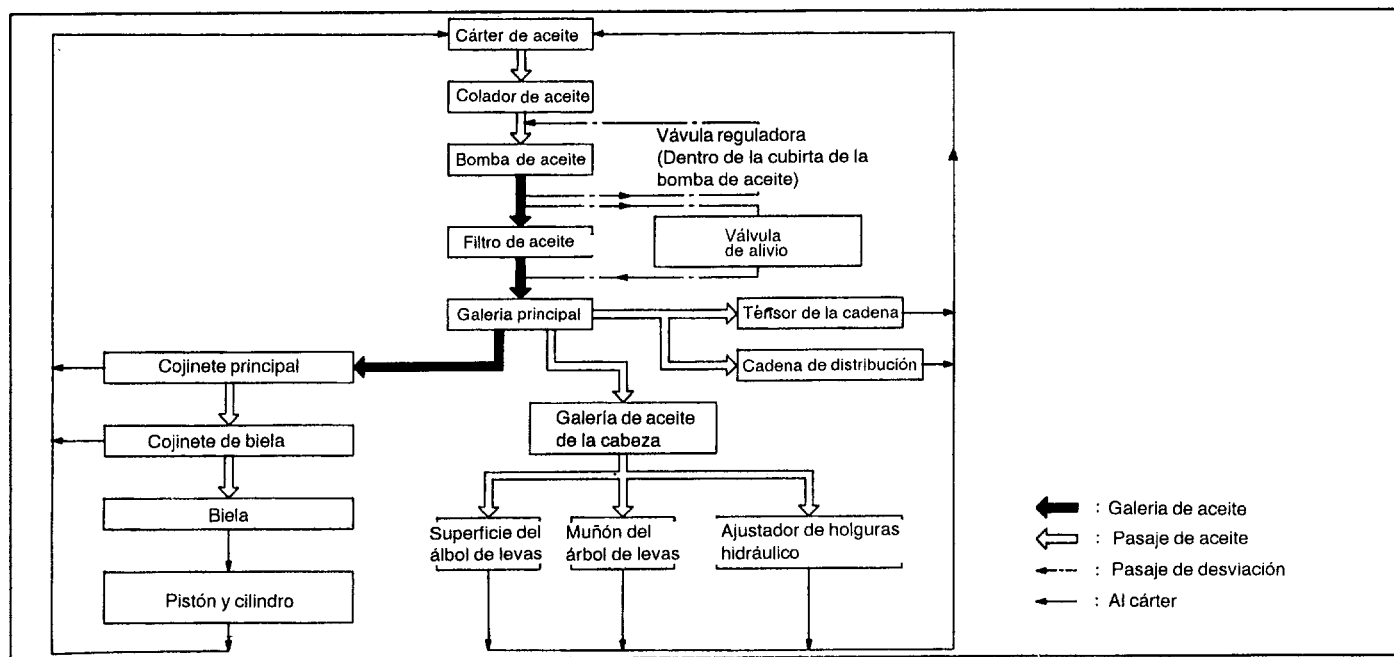 Cárter de aceite
Colador de aceite
Vávula reguladora
(Dentro de la cubirta de la
bomba de aceite)
Bomba de aceite
Filtro de aceite
Válvula
de alivio
Galería principal
Ténsor de la cadena
Cadena de distribución
Cojinete principal
Galería de aceite
de la cabeza
Cojinete de biela
Biela
Superficie del
álbol de levas
Muñón del
árbol de levas
Ajustador de holguras
hidráulico
Pistón y cilindro
: Galeria de aceite
: Pasaje de aceite
: Pasaje de desviación
: Al cárter